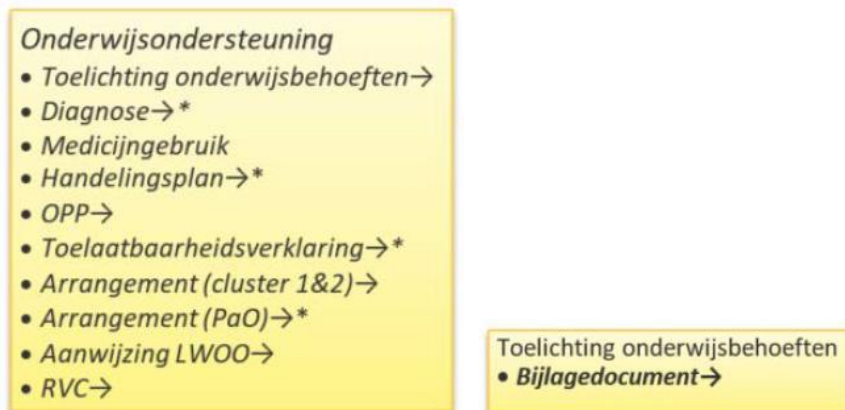 Onderwijsondersteuning
• Toelichting onderwijsbehoeften→
• Diagnose→*
• Medicijngebruik
• Handelingsplan→*
• OPP→
• Toelaatbaarheidsverklaring→*
• Arrangement (cluster 1&2)→
• Arrangement (PaO)→*
• Aanwijzing LWOO→
• RVC→
Toelichting onderwijsbehoeften
• Bijlagedocument→